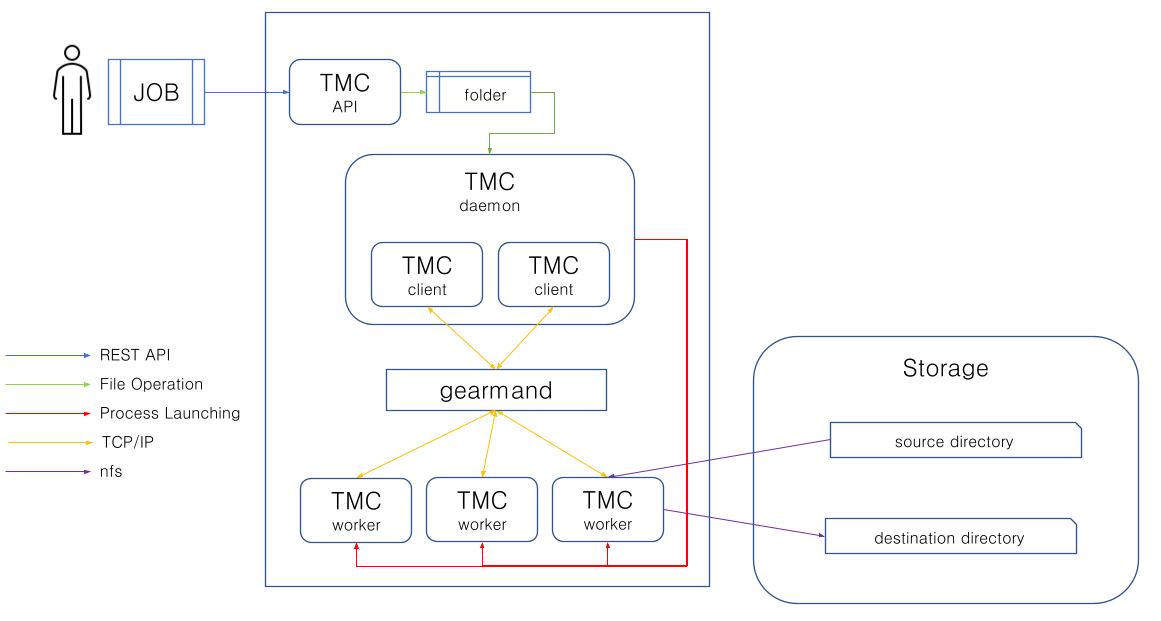 JOB
TMC
API
folder
TMC
daemon
TMC
client
TMC
client
gearmand
TMC
worker
TMC
worker
TMC
worker
REST API
File Operation
Process Launching
TCP/IP
nfs
Storage
source directory
destination directory